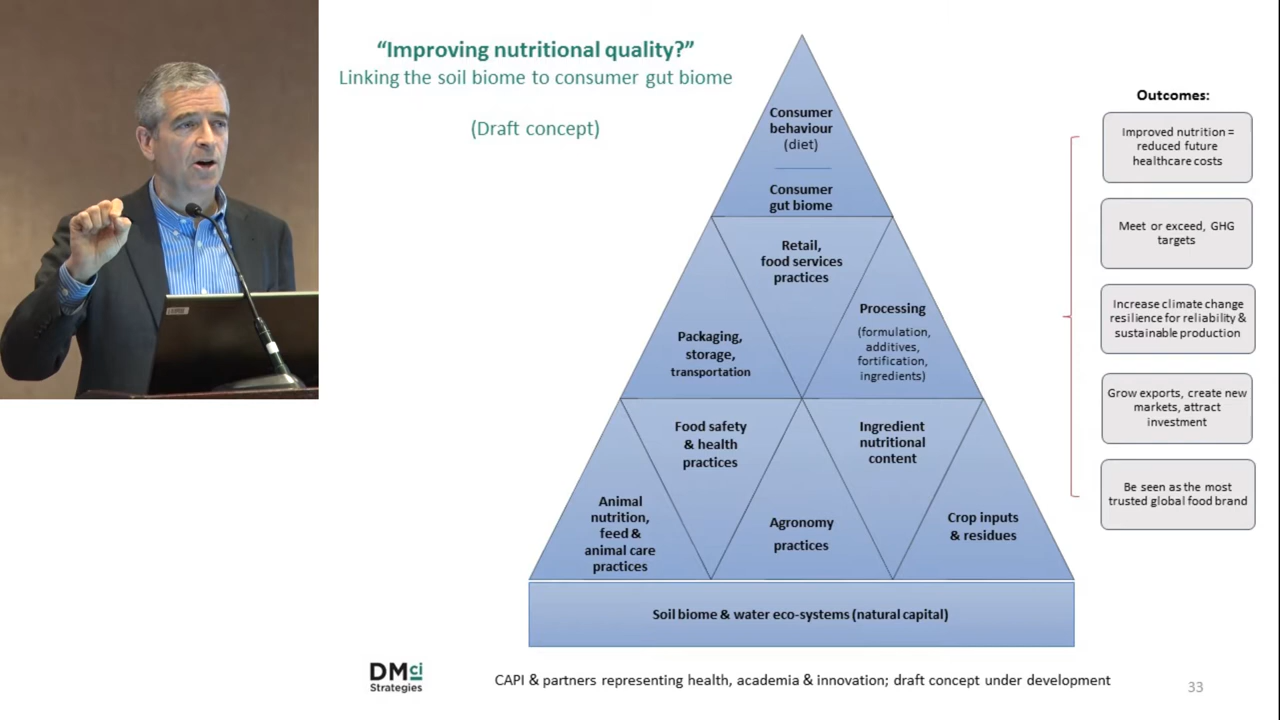 “Improving nutritional quality?”
Linking the soil biome to consumer gut biome
(Draft concept)
Consumer
behaviour
(diet)
Consumer
gut biome
Retail,
food services
practices
Packaging,
storage,
transportation
Processing
(formulation,
additives,
fortification,
ingredients)
Food safety
& health
practices
Ingredient
nutritional
content
Animal
nutrition,
feed &
animal care
practices
Agronomy
practices
Crop inputs
& residues
Soil biome & water eco-systems (natural capital)
Outcomes:
Improved nutrition =
reduced future
healthcare costs
Meet or exceed, GHG
targets
Increase climate change
resilience for reliability &
sustainable production
Grow exports, create new
markets, attract
investment
Be seen as the most
trusted global food brand
DMci
Strategies
CAPI & partners representing health, academia & innovation; draft concept under development
33